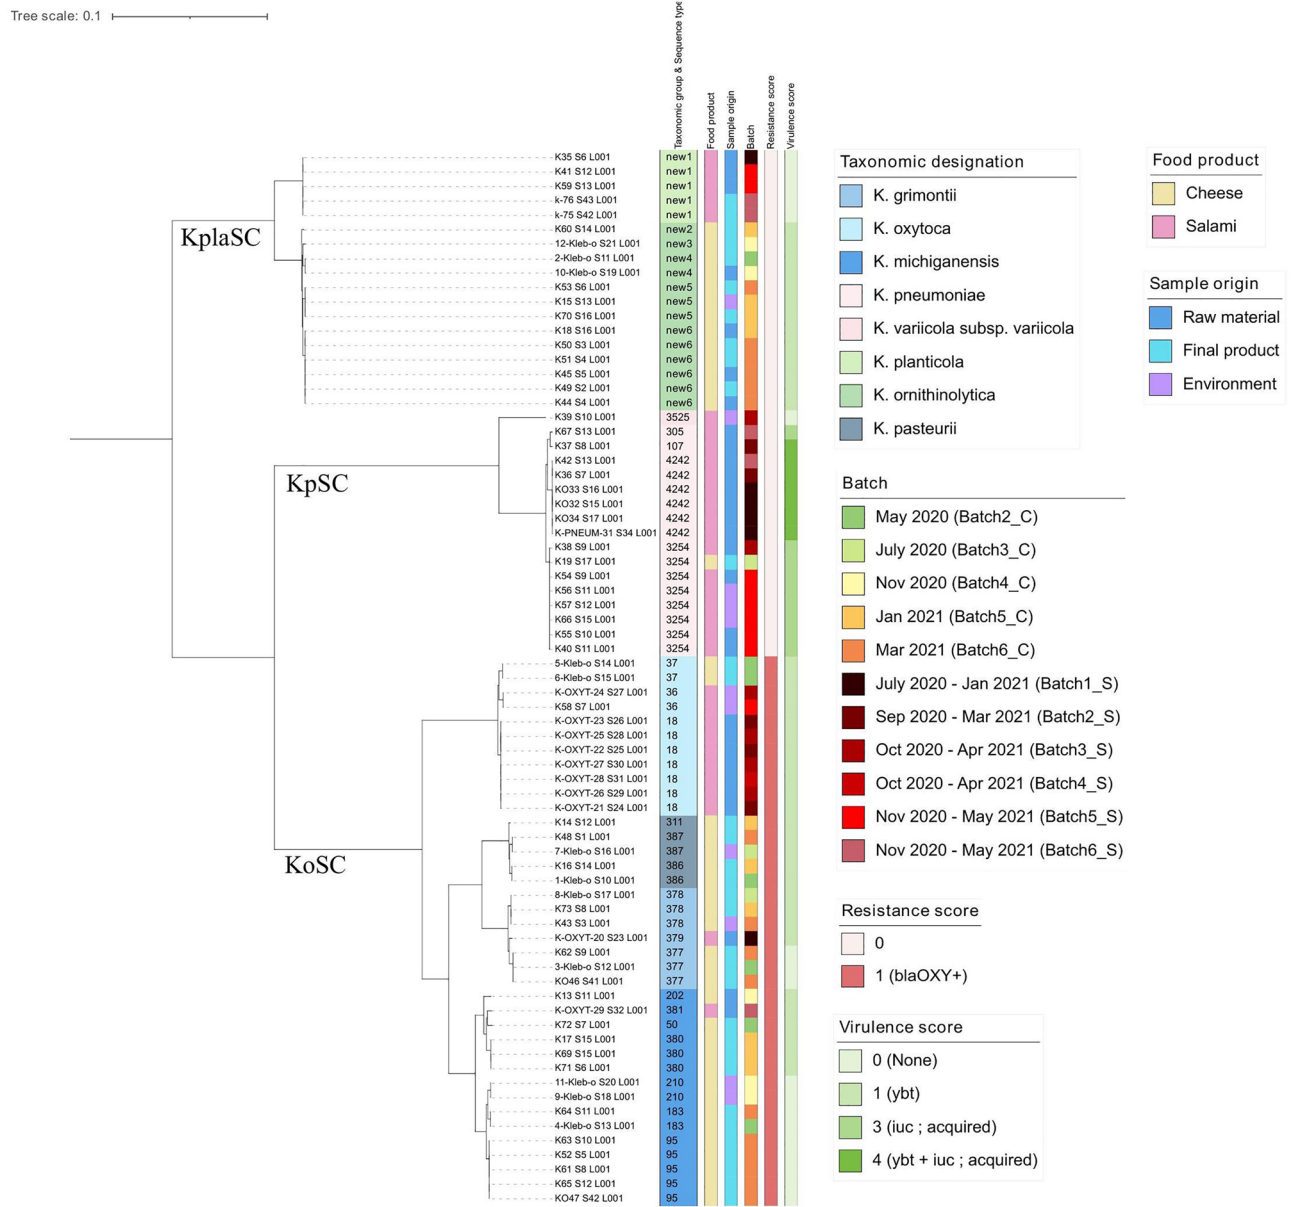 Tree scale: 0.1
Taxonomic group & Sequence type
Food product
Sample origin
Batch
Resistance score
Virulence score
KplaSC
KpSC
KoSC
K35 S6 L001 new1
K41 S12 L001 new1
K59 S13 L001 new1
k-76 S43 L001 new1
k-75 S42 L001 new1
K60 S14 L001 new2
12-Kleb-o S21 L001 new3
2-Kleb-o S11 L001 new4
10-Kleb-o S19 L001 new4
K53 S6 L001 new5
K15 S13 L001 new5
K70 S16 L001 new5
K18 S16 L001 new6
K50 S3 L001 new6
K51 S4 L001 new6
K45 S5 L001 new6
K49 S2 L001 new6
K44 S4 L001 new6
K39 S10 L001 3525
K67 S13 L001 305
K37 S8 L001 107
K42 S13 L001 4242
K36 S7 L001 4242
KO33 S16 L001 4242
KO32 S15 L001 4242
KO34 S17 L001 4242
K-PNEUM-31 S34 L001 4242
K38 S9 L001 3254
K19 S17 L001 3254
K54 S9 L001 3254
K56 S11 L001 3254
K57 S12 L001 3254
K66 S15 L001 3254
K55 S10 L001 3254
K40 S11 L001 3254
5-Kleb-o S14 L001 37
6-Kleb-o S15 L001 37
K-OXYT-24 S27 L001 36
K58 S7 L001 36
K-OXYT-23 S26 L001 18
K-OXYT-25 S28 L001 18
K-OXYT-22 S25 L001 18
K-OXYT-27 S30 L001 18
K-OXYT-28 S31 L001 18
K-OXYT-26 S29 L001 18
K-OXYT-21 S24 L001 18
K14 S12 L001 311
K48 S1 L001 387
7-Kleb-o S16 L001 387
K16 S14 L001 386
1-Kleb-o S10 L001 386
8-Kleb-o S17 L001 378
K73 S8 L001 378
K43 S3 L001 378
K-OXYT-20 S23 L001 379
K62 S9 L001 377
3-Kleb-o S12 L001 377
KO46 S41 L001 377
K13 S11 L001 202
K-OXYT-29 S32 L001 381
K72 S7 L001 50
K17 S15 L001 380
K69 S15 L001 380
K71 S6 L001 380
11-Kleb-o S20 L001 210
9-Kleb-o S18 L001 210
K64 S11 L001 183
4-Kleb-o S13 L001 183
K63 S10 L001 95
K52 S5 L001 95
K61 S8 L001 95
K65 S12 L001 95
KO47 S42 L001 95
Taxonomic designation
K. grimontii
K. oxytoca
K. michiganensis
K. pneumoniae
K. variicola subsp. variicola
K. planticola
K. ornithinolytica
K. pasteurii
Batch
May 2020 (Batch2_C)
July 2020 (Batch3_C)
Nov 2020 (Batch4_C)
Jan 2021 (Batch5_C)
Mar 2021 (Batch6_C)
July 2020 - Jan 2021 (Batch1_S)
Sep 2020 - Mar 2021 (Batch2_S)
Oct 2020 - Apr 2021 (Batch3_S)
Oct 2020 - Apr 2021 (Batch4_S)
Nov 2020 - May 2021 (Batch5_S)
Nov 2020 - May 2021 (Batch6_S)
Resistance score
0
1 (blaOXY+)
Virulence score
0 (None)
1 (ybt)
3 (iuc ; acquired)
4 (ybt + iuc ; acquired)
Food product
Cheese
Salami
Sample origin
Raw material
Final product
Environment